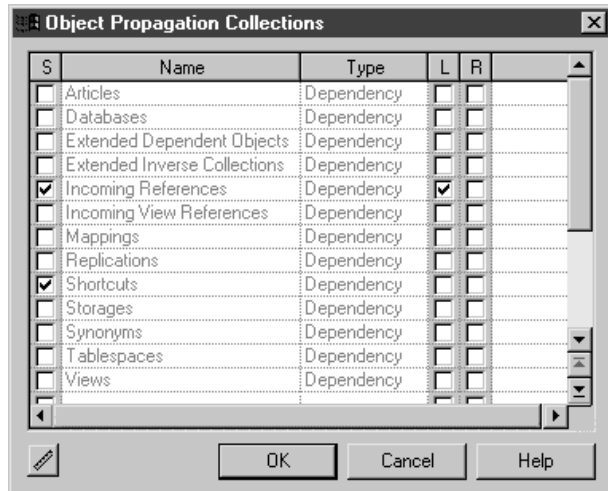 Object Propagation Collections
S Name Type L R
Articles Dependency
Databases Dependency
Extended Dependent Objects Dependency
Extended Inverse Collections Dependency
Incoming References Dependency
Incoming View References Dependency
Mappings Dependency
Replications Dependency
Shortcuts Dependency
Storages Dependency
Synonyms Dependency
Tablespaces Dependency
Views Dependency
OK Cancel Help